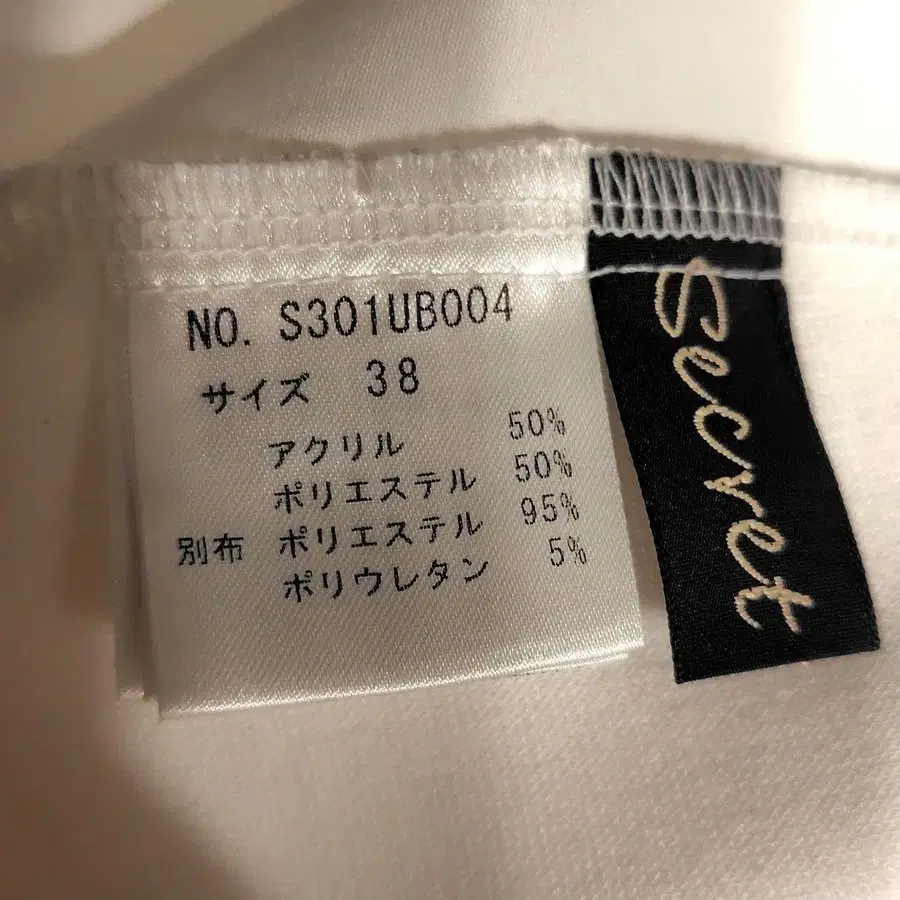 NO. S301UB004
サイズ 38
アクリル 50%
ポリエステル 50%
別布 ポリエステル 95%
ポリウレタン 5%
Secret